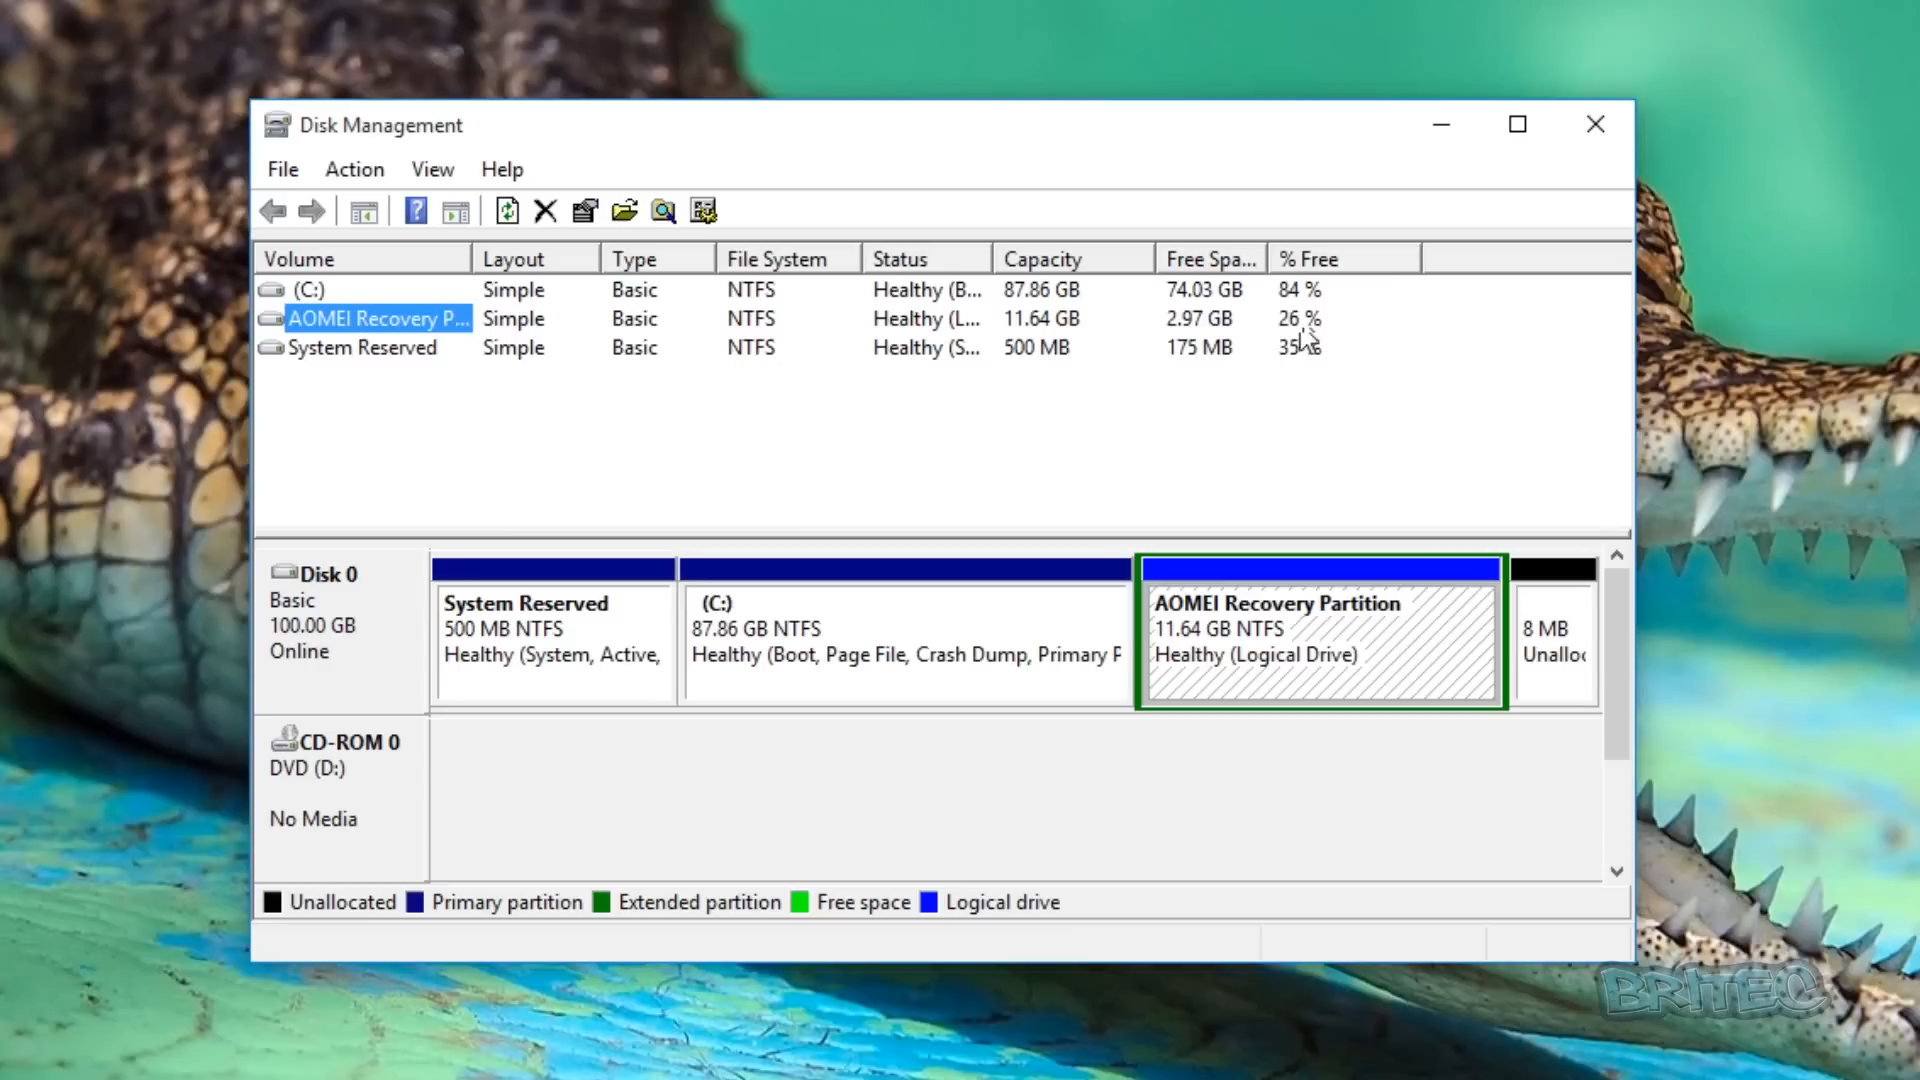 Disk Management
File Action View Help
Volume Layout Type File System Status Capacity Free Spa... % Free
(C:) Simple Basic NTFS Healthy (B... 87.86 GB 74.03 GB 84 %
AOMEI Recovery P... Simple Basic NTFS Healthy (L... 11.64 GB 2.97 GB 26 %
System Reserved Simple Basic NTFS Healthy (S... 500 MB 175 MB 35 %
Disk 0
Basic
100.00 GB
Online
System Reserved
500 MB NTFS
Healthy (System, Active,
(C:)
87.86 GB NTFS
Healthy (Boot, Page File, Crash Dump, Primary P
AOMEI Recovery Partition
11.64 GB NTFS
Healthy (Logical Drive)
8 MB
Unalloc
CD-ROM 0
DVD (D:)
No Media
Unallocated Primary partition Extended partition Free space Logical drive
BRITEC